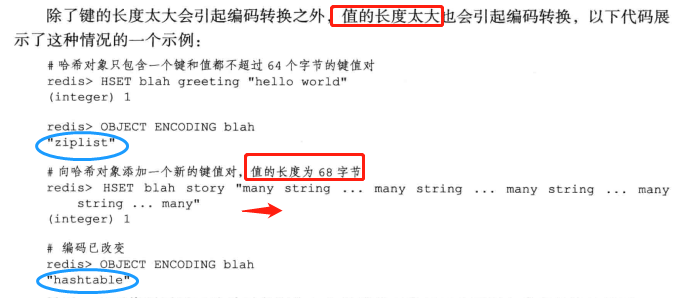 除了键的长度太大会引起编码转换之外，值的长度太大也会引起编码转换，以下代码展
示了这种情况的一个示例：
# 哈希对象只包含一个键和值都不超过 64 个字节的键值对
redis> HSET blah greeting "hello world"
(integer) 1
redis> OBJECT ENCODING blah
"ziplist"
# 向哈希对象添加一个新的键值对，值的长度为 68 字节
redis> HSET blah story "many string ... many string ... many string ... many
string ... many"
(integer) 1
# 编码已改变
redis> OBJECT ENCODING blah
"hashtable"